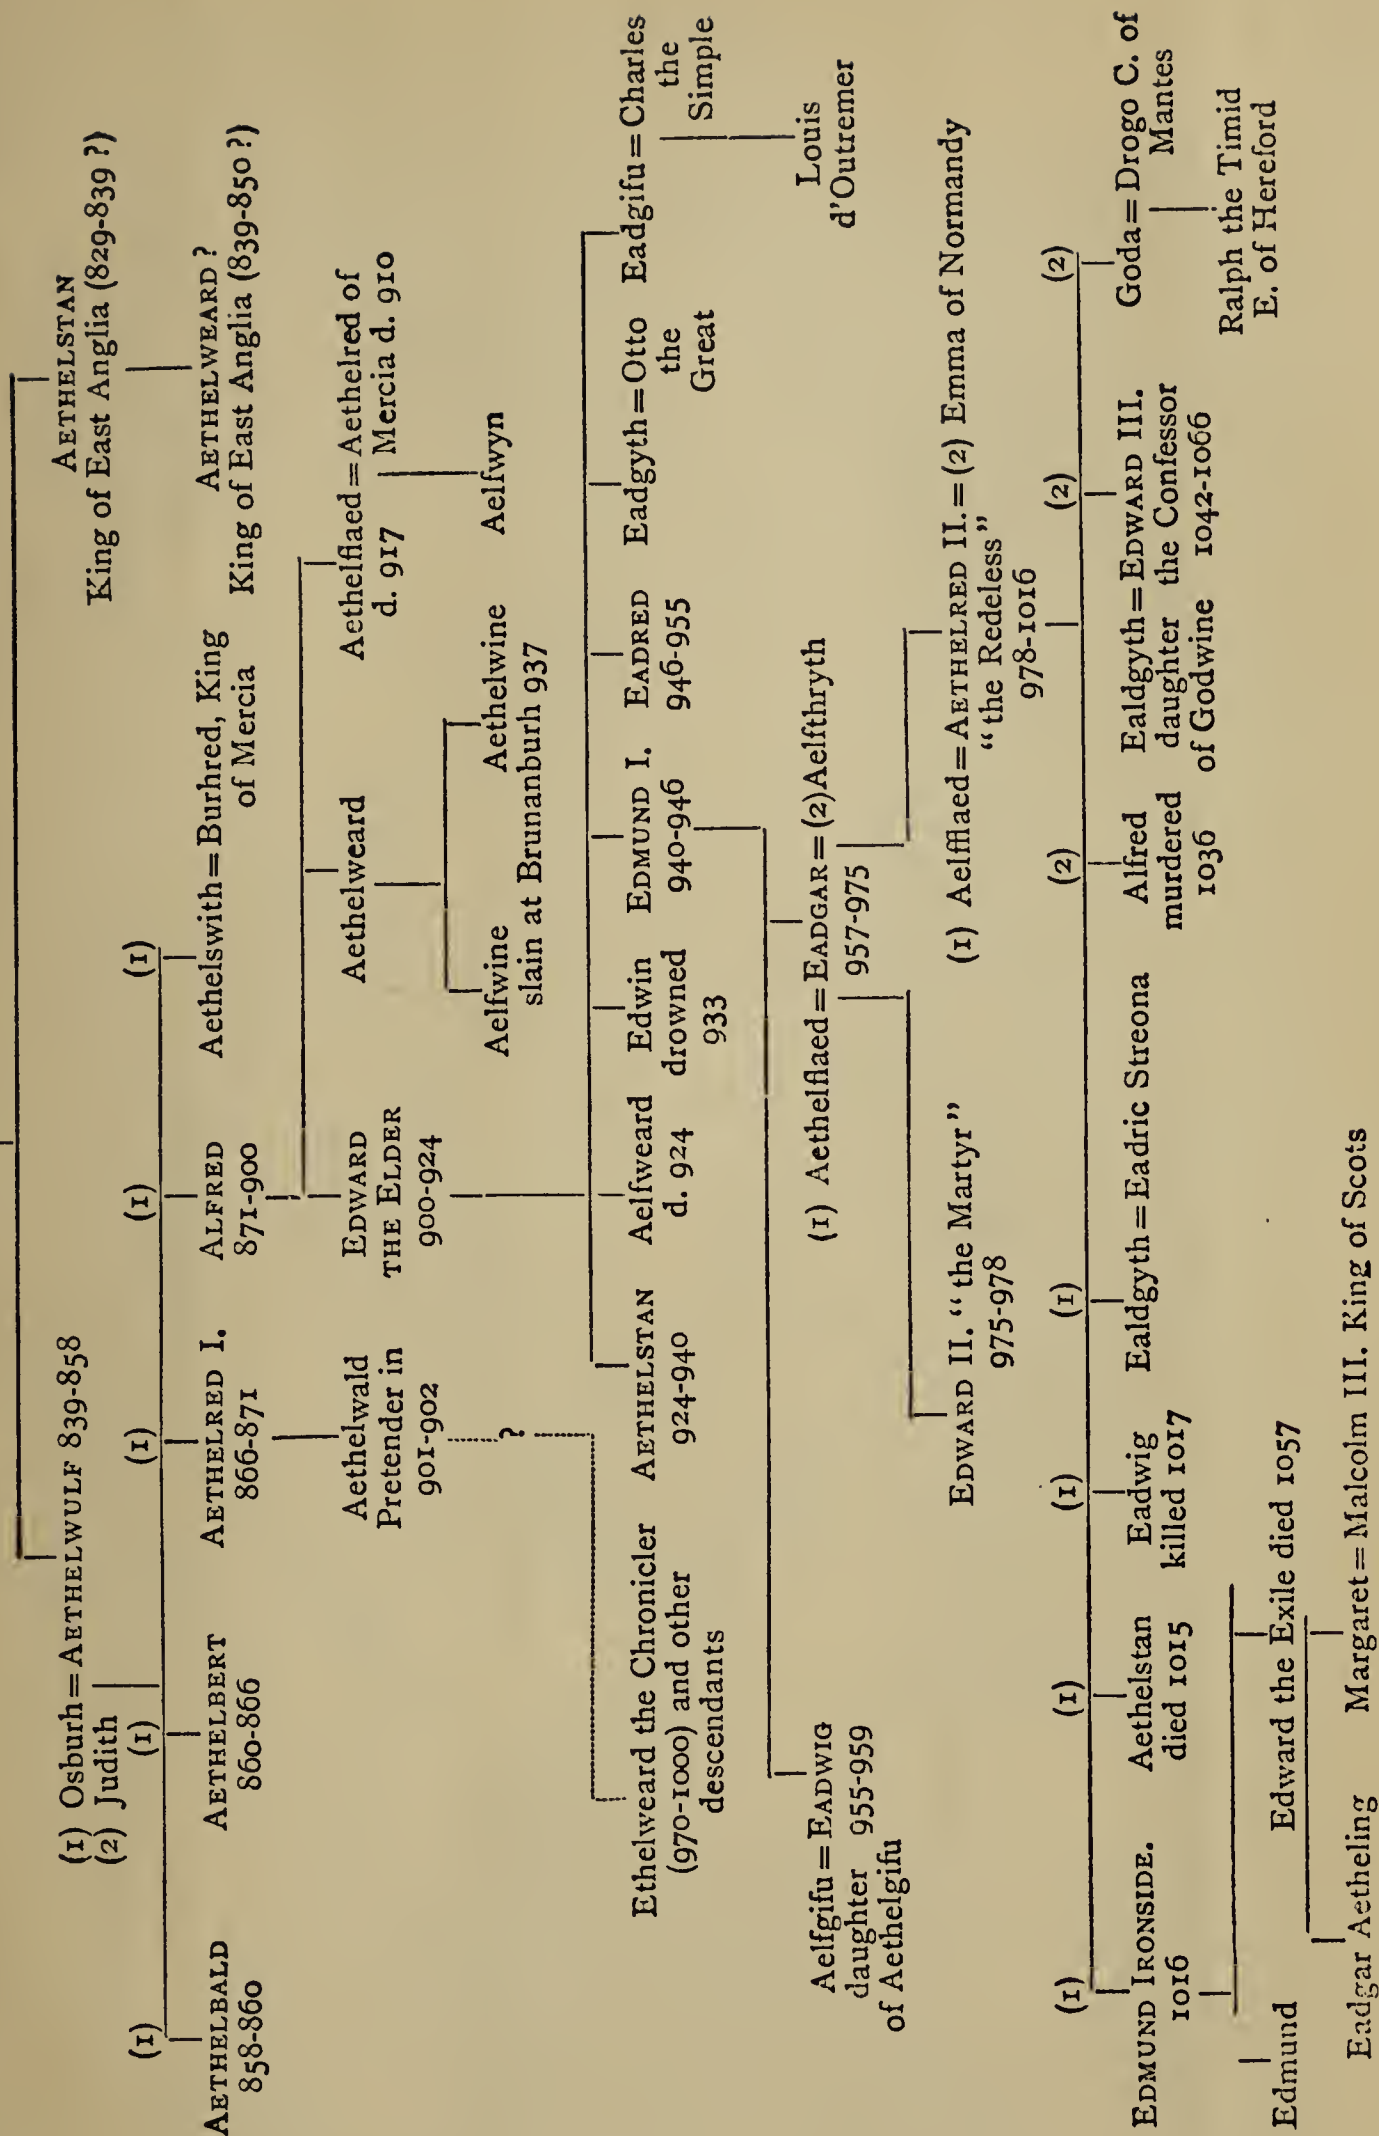 AETHELSTAN
King of East Anglia (829-839 ?)
(1) Osburh = AETHELWULF 839-858
(2) Judith
AETHELWEARD ?
King of East Anglia (839-850 ?)
(1) (1) (1) (1) (1)
AETHELBALD
858-860
AETHELBERT
860-866
AETHELRED I.
866-871
ALFRED
871-900
Aethelswith = Burhred, King
of Mercia
Aethelwald
Pretender in
901-902
?
EDWARD
THE ELDER
900-924
Aethelweard
Aethelflaed = Aethelred of
d. 917 Mercia d. 910
Aelfwine Aethelwine
slain at Brunanburh 937
Aelfwyn
Ethelweard the Chronicler
(970-1000) and other
descendants
AETHELSTAN
924-940
Aelfweard
d. 924
Edwin
drowned
933
EDMUND I.
940-946
EADRED
946-955
Eadgyth = Otto
the
Great
Eadgifu = Charles
the
Simple
Louis
d'Outremer
Aelfgifu = EADWIG
daughter 955-959
of Aethelgifu
(1) Aethelflaed = EADGAR = (2) Aelfthryth
957-975
EDWARD II. “the Martyr”
975-978
(1) Aelfflaed = AETHELRED II. = (2) Emma of Normandy
“the Redeless”
978-1016
(1) (1) (1) (1) (2) (2) (2)
EDMUND IRONSIDE.
1016
Aethelstan
died 1015
Eadwig
killed 1017
Ealdgyth = Eadric Streona
Alfred
murdered
1036
Ealdgyth = EDWARD III.
daughter the Confessor
of Godwine 1042-1066
Goda = Drogo C. of
Mantes
Ralph the Timid
E. of Hereford
Edmund
Edward the Exile died 1057
Eadgar Aetheling
Margaret = Malcolm III. King of Scots